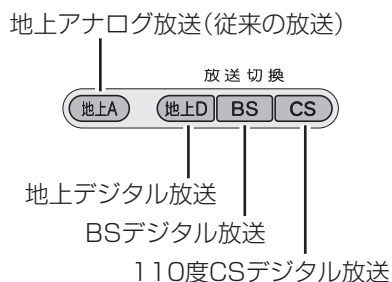 地上アナログ放送(従来の放送)
放送切換
地上A 地上D BS CS
地上デジタル放送
BSデジタル放送
110度CSデジタル放送